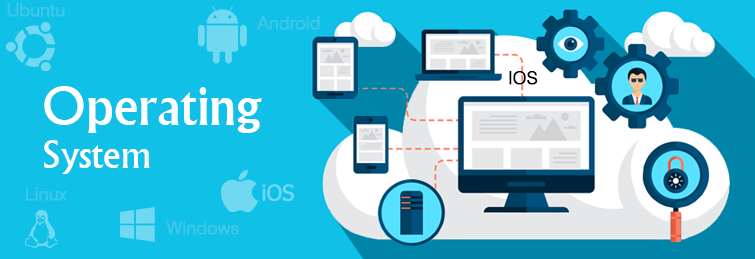 Ubuntu
Android
Operating
System
Linux
iOS
Windows
IOS